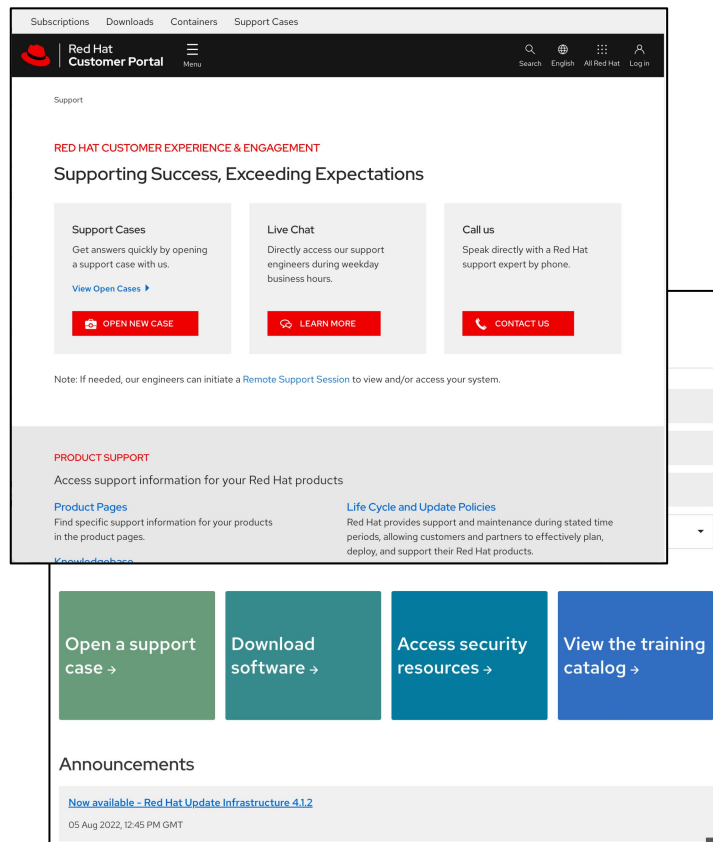 Subscriptions Downloads Containers Support Cases
Red Hat
Customer Portal
Menu
Search English All Red Hat Log in
Support
RED HAT CUSTOMER EXPERIENCE & ENGAGEMENT
Supporting Success, Exceeding Expectations
Support Cases
Get answers quickly by opening
a support case with us.
View Open Cases
OPEN NEW CASE
Live Chat
Directly access our support
engineers during weekday
business hours.
LEARN MORE
Call us
Speak directly with a Red Hat
support expert by phone.
CONTACT US
Note: If needed, our engineers can initiate a Remote Support Session to view and/or access your system.
PRODUCT SUPPORT
Access support information for your Red Hat products
Product Pages
Find specific support information for your products
in the product pages.
Knowledgebase
Life Cycle and Update Policies
Red Hat provides support and maintenance during stated time
periods, allowing customers and partners to effectively plan,
deploy, and support their Red Hat products.
Open a support
case →
Download
software →
Access security
resources →
View the training
catalog →
Announcements
Now available - Red Hat Update Infrastructure 4.1.2
05 Aug 2022, 12:45 PM GMT